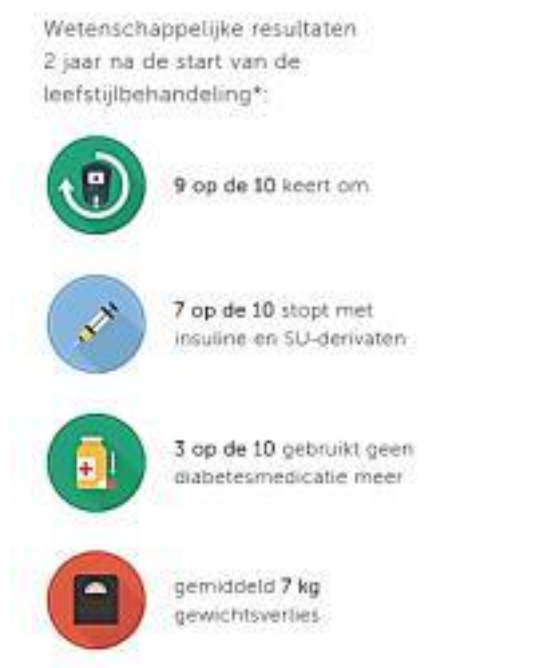 Wetenschappelijke resultaten
2 jaar na de start van de
leefstijlbehandeling*:
9 op de 10 keert om
7 op de 10 stopt met
insuline en SU-derivaten
3 op de 10 gebruikt geen
diabetesmedicatie meer
gemiddeld 7 kg
gewichtsverlies